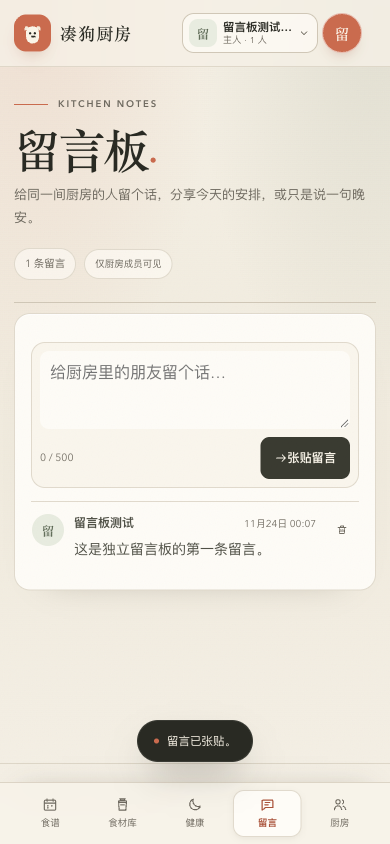 凑狗厨房
留
留言板测试...
主人 · 1 人
留
KITCHEN NOTES
留言板.
给同一间厨房的人留个话，分享今天的安排，或只是说一句晚
安。
1 条留言
仅厨房成员可见
给厨房里的朋友留个话...
0 / 500
→张贴留言
留
留言板测试
11月24日 00:07
这是独立留言板的第一条留言。
留言已张贴。
食谱
食材库
健康
留言
厨房